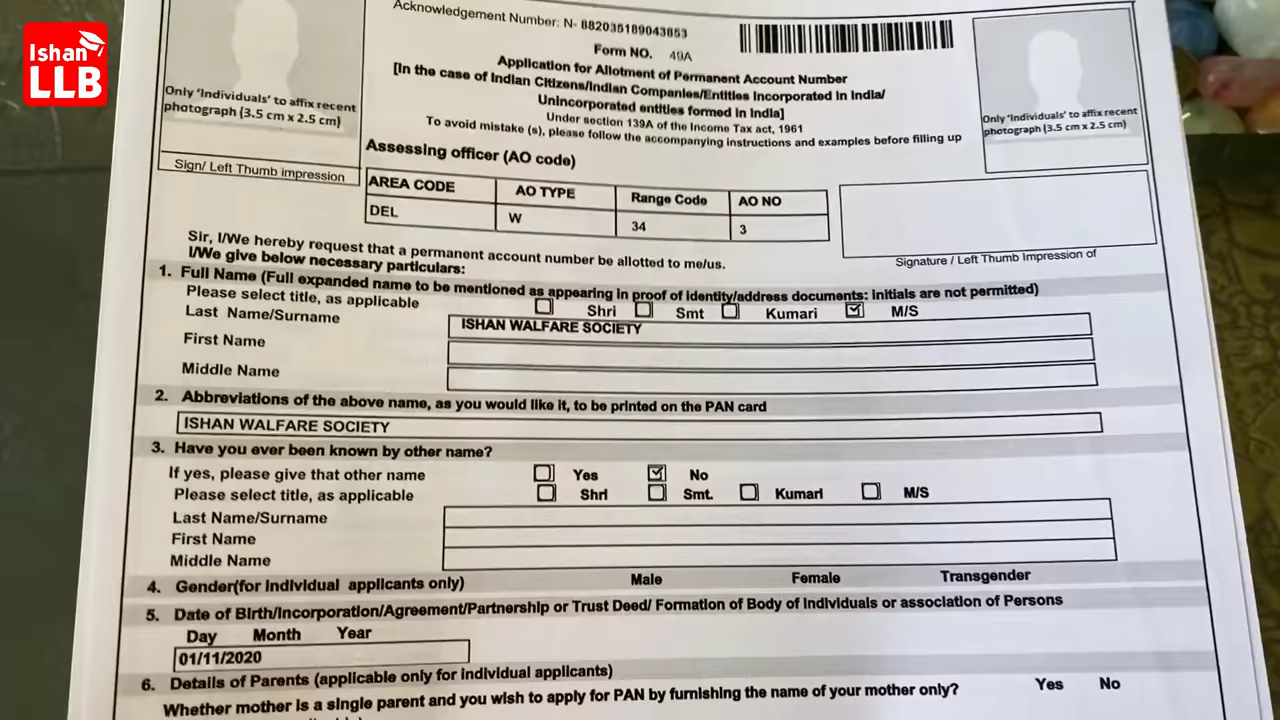 Ishan
LLB
Acknowledgement Number: N- 882035189043853
Form NO. 49A
Application for Allotment of Permanent Account Number
[In the case of Indian Citizens/Indian Companies/Entities Incorporated in India/
Unincorporated entities formed in India]
Under section 139A of the Income Tax act, 1961
To avoid mistake (s), please follow the accompanying instructions and examples before filling up
Only 'Individuals' to affix recent
photograph (3.5 cm x 2.5 cm)
Only 'Individuals' to affix recent
photograph (3.5 cm x 2.5 cm)
Sign/ Left Thumb impression
Assessing officer (AO code)
AREA CODE AO TYPE Range Code AO NO
DEL W 34 3
Signature / Left Thumb Impression of
Sir, I/We hereby request that a permanent account number be allotted to me/us.
I/We give below necessary particulars:
1. Full Name (Full expanded name to be mentioned as appearing in proof of identity/address documents: initials are not permitted)
Please select title, as applicable Shri Smt Kumari M/S
Last Name/Surname ISHAN WALFARE SOCIETY
First Name
Middle Name
2. Abbreviations of the above name, as you would like it, to be printed on the PAN card
ISHAN WALFARE SOCIETY
3. Have you ever been known by other name?
If yes, please give that other name Yes No
Please select title, as applicable Shri Smt. Kumari M/S
Last Name/Surname
First Name
Middle Name
4. Gender(for Individual applicants only) Male Female Transgender
5. Date of Birth/Incorporation/Agreement/Partnership or Trust Deed/ Formation of Body of Individuals or association of Persons
Day Month Year
01/11/2020
6. Details of Parents (applicable only for individual applicants)
Whether mother is a single parent and you wish to apply for PAN by furnishing the name of your mother only? Yes No